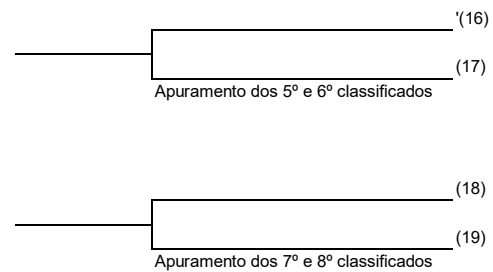 '(16)
(17)
Apuramento dos 5º e 6º classificados
(18)
(19)
Apuramento dos 7º e 8º classificados